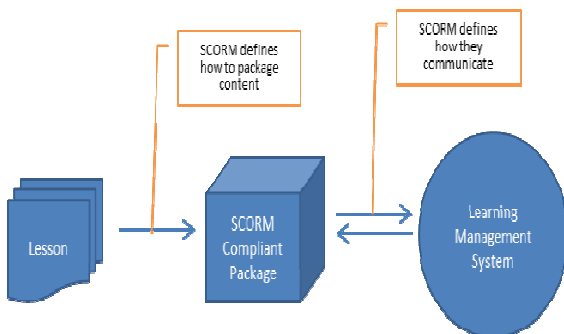 SCORM defines
how to package
content
SCORM defines
how they
communicate
Lesson
SCORM
Compliant
Package
Learning
Management
System